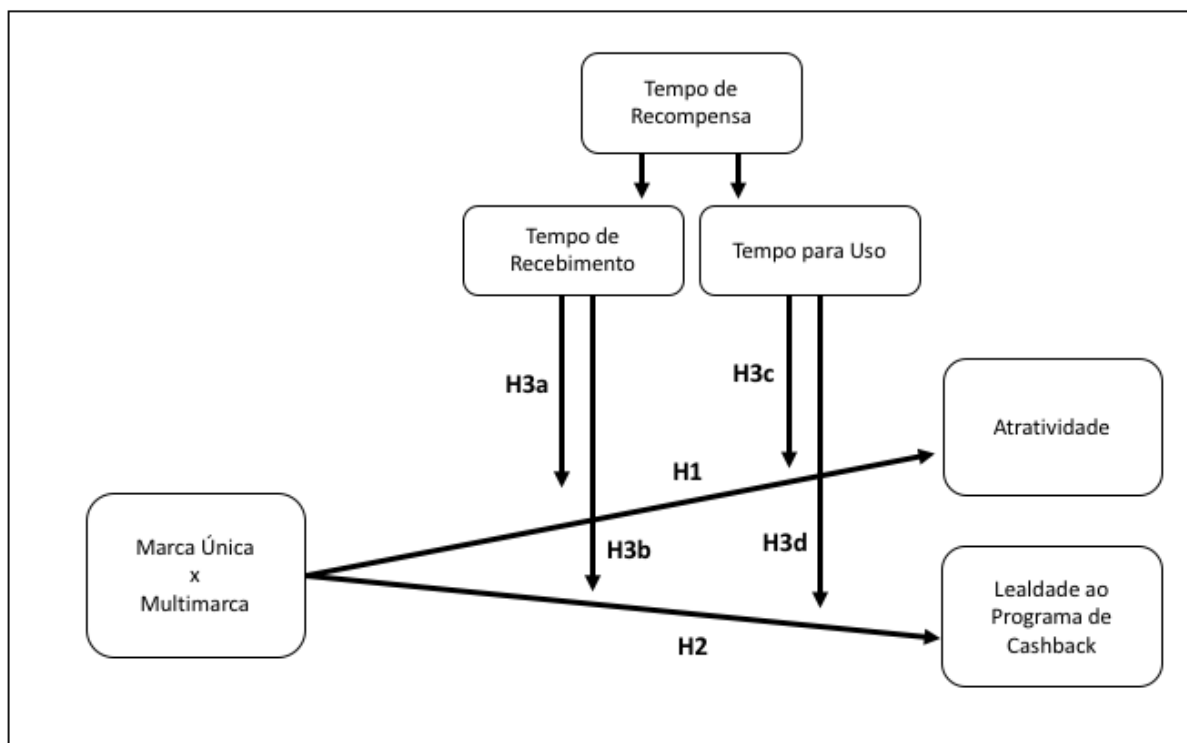 Tempo de
Recompensa
Tempo de
Recebimento
Tempo para Uso
H3a
H3c
Atratividade
H1
Marca Única
x
Multimarca
H3b
H3d
Lealdade ao
Programa de
Cashback
H2